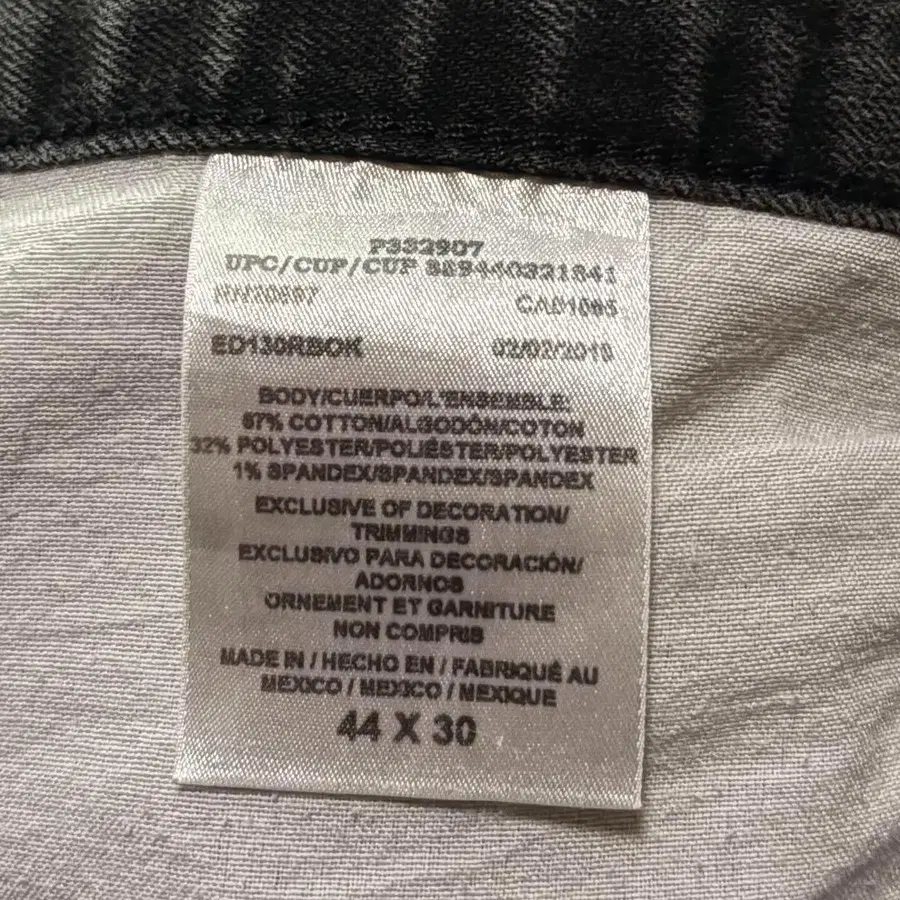 P332907
UPC/CUP/CUP 889440321841
ED130RBOK
BODY/CUERPO/L'ENSEMBLE:
67% COTTON/ALGODÓN/COTON
32% POLYESTER/POLIÉSTER/POLYESTER
1% SPANDEX/SPANDEX/SPANDEX
EXCLUSIVE OF DECORATION/
TRIMMINGS
EXCLUSIVO PARA DECORACIÓN/
ADORNOS
ORNEMENT ET GARNITURE
NON COMPRIS
MADE IN / HECHO EN / FABRIQUÉ AU
MEXICO / MEXICO / MEXIQUE
44 X 30